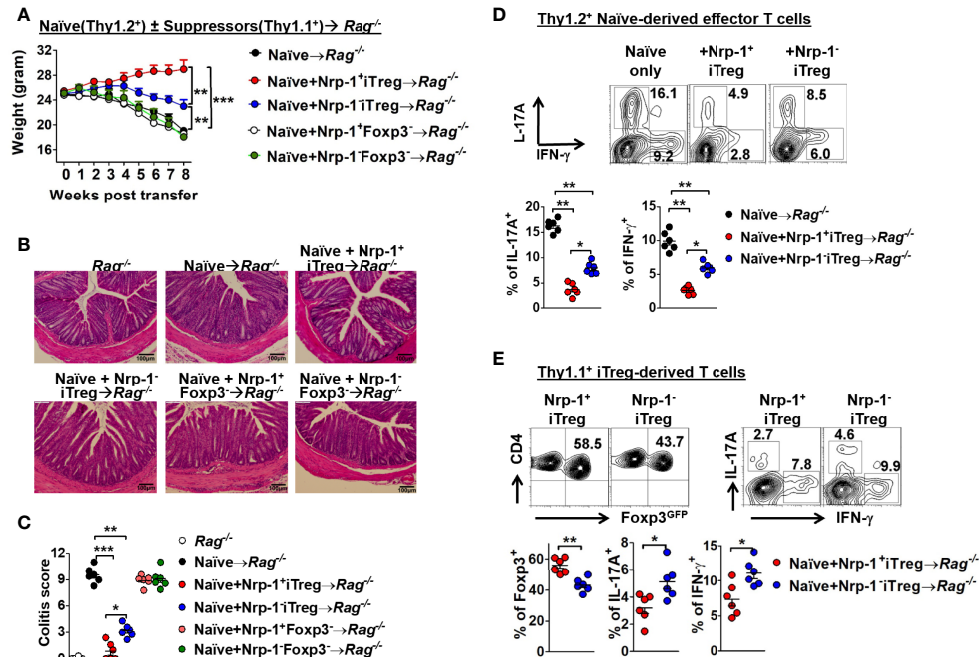 A
Naïve(Thy1.2⁺) ± Suppressors(Thy1.1⁺)→ Rag⁻/⁻
Weight (gram)
32
28
24
20
16
0 1 2 3 4 5 6 7 8
Weeks post transfer
**
**
***
Naïve→Rag⁻/⁻
Naïve+Nrp-1⁺iTreg→Rag⁻/⁻
Naïve+Nrp-1⁻iTreg→Rag⁻/⁻
Naïve+Nrp-1⁺Foxp3⁻→Rag⁻/⁻
Naïve+Nrp-1⁻Foxp3⁻→Rag⁻/⁻
B
Rag⁻/⁻
Naïve→Rag⁻/⁻
Naïve + Nrp-1⁺
iTreg→Rag⁻/⁻
100μm
100μm
100μm
Naïve + Nrp-1⁻
iTreg→Rag⁻/⁻
Naïve + Nrp-1⁺
Foxp3⁻→Rag⁻/⁻
Naïve + Nrp-1⁻
Foxp3⁻→Rag⁻/⁻
100μm
100μm
100μm
C
Colitis score
12
9
6
3
0
**
***
*
Rag⁻/⁻
Naïve→Rag⁻/⁻
Naïve+Nrp-1⁺iTreg→Rag⁻/⁻
Naïve+Nrp-1⁻iTreg→Rag⁻/⁻
Naïve+Nrp-1⁺Foxp3⁻→Rag⁻/⁻
Naïve+Nrp-1⁻Foxp3⁻→Rag⁻/⁻
D
Thy1.2⁺ Naïve-derived effector T cells
Naïve
only
+Nrp-1⁺
iTreg
+Nrp-1⁻
iTreg
L-17A
IFN-γ
16.1
9.2
4.9
2.8
8.5
6.0
% of IL-17A⁺
20
15
10
5
0
**
**
*
% of IFN-γ⁺
15
10
5
0
**
**
*
Naïve→Rag⁻/⁻
Naïve+Nrp-1⁺iTreg→Rag⁻/⁻
Naïve+Nrp-1⁻iTreg→Rag⁻/⁻
E
Thy1.1⁺ iTreg-derived T cells
Nrp-1⁺
iTreg
Nrp-1⁻
iTreg
CD4
58.5
43.7
Foxp3ᴳᶠᴾ
Nrp-1⁺
iTreg
Nrp-1⁻
iTreg
IL-17A
2.7
7.8
4.6
9.9
IFN-γ
% of Foxp3⁺
60
40
20
0
**
% of IL-17A⁺
8
6
4
2
0
*
% of IFN-γ⁺
15
10
5
0
*
Naïve+Nrp-1⁺iTreg→Rag⁻/⁻
Naïve+Nrp-1⁻iTreg→Rag⁻/⁻